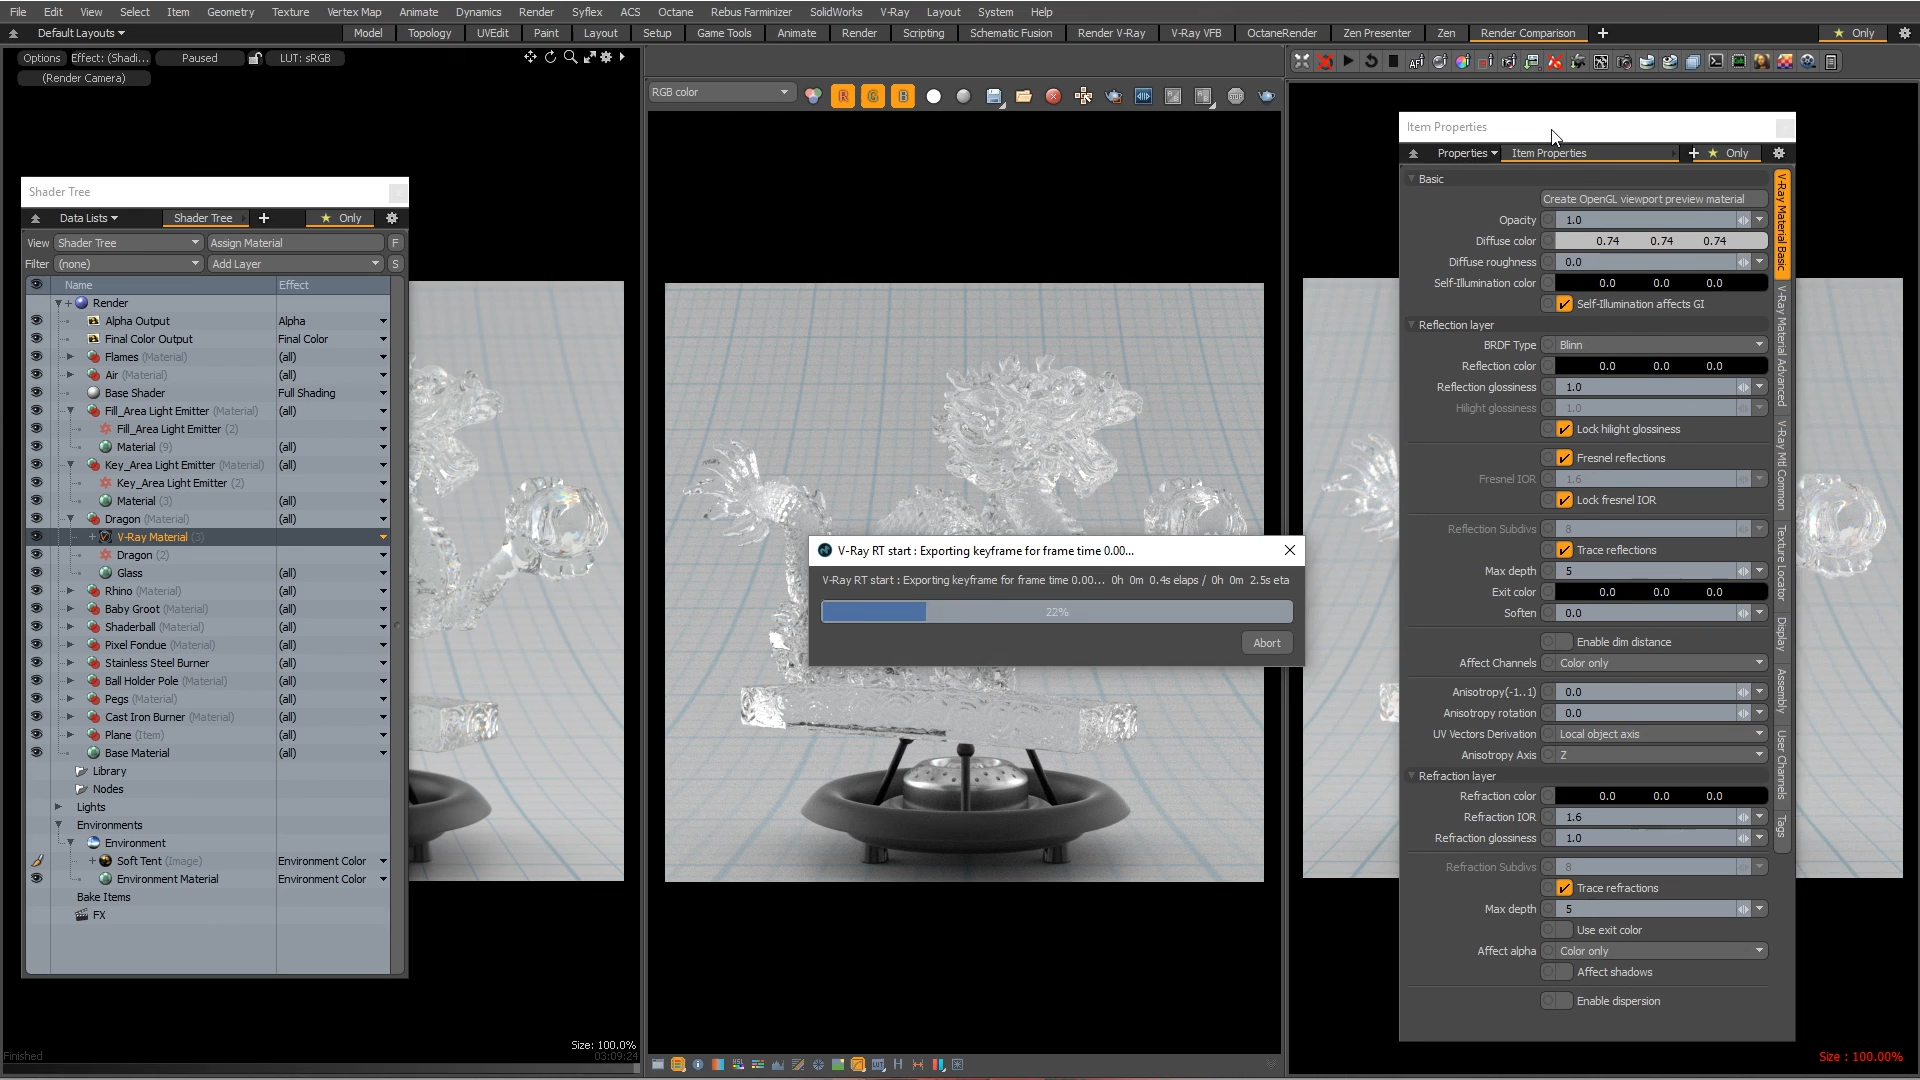 File Edit View Select Item Geometry Texture Vertex Map Animate Dynamics Render Syflex ACS Octane Rebus Farminizer SolidWorks V-Ray Layout System Help
Default Layouts Model Topology UVEdit Paint Layout Setup Game Tools Animate Render Scripting Schematic Fusion Render V-Ray V-Ray VFB OctaneRender Zen Presenter Zen Render Comparison Only
Options Effect: (Shadi... Paused LUT: sRGB
(Render Camera)
RGB color R G B
Item Properties
Properties Item Properties Only
Shader Tree
Data Lists Shader Tree Only
View Shader Tree Assign Material F
Filter (none) Add Layer S
Name Effect
Render
Alpha Output Alpha
Final Color Output Final Color
Flames (Material) (all)
Air (Material) (all)
Base Shader Full Shading
Fill_Area Light Emitter (Material) (all)
Fill_Area Light Emitter (2)
Material (9) (all)
Key_Area Light Emitter (Material) (all)
Key_Area Light Emitter (2)
Material (3) (all)
Dragon (Material) (all)
V-Ray Material (3)
Dragon (2)
Glass (all)
Rhino (Material) (all)
Baby Groot (Material) (all)
Shaderball (Material) (all)
Pixel Fondue (Material) (all)
Stainless Steel Burner (all)
Ball Holder Pole (Material) (all)
Pegs (Material) (all)
Cast Iron Burner (Material) (all)
Plane (Item) (all)
Base Material (all)
Library
Nodes
Lights
Environments
Environment
Soft Tent (Image) Environment Color
Environment Material Environment Color
Bake Items
FX
Finished
Size: 100.0%
03:09:24
V-Ray RT start : Exporting keyframe for frame time 0.00...
V-Ray RT start : Exporting keyframe for frame time 0.00... 0h 0m 0.4s elaps / 0h 0m 2.5s eta
22%
Abort
Basic
Create OpenGL viewport preview material
Opacity 1.0
Diffuse color 0.74 0.74 0.74
Diffuse roughness 0.0
Self-Illumination color 0.0 0.0 0.0
Self-Illumination affects GI
Reflection layer
BRDF Type Blinn
Reflection color 0.0 0.0 0.0
Reflection glossiness 1.0
Hilight glossiness 1.0
Lock hilight glossiness
Fresnel reflections
Fresnel IOR 1.6
Lock fresnel IOR
Reflection Subdivs 8
Trace reflections
Max depth 5
Exit color 0.0 0.0 0.0
Soften 0.0
Enable dim distance
Affect Channels Color only
Anisotropy(-1..1) 0.0
Anisotropy rotation 0.0
UV Vectors Derivation Local object axis
Anisotropy Axis Z
Refraction layer
Refraction color 0.0 0.0 0.0
Refraction IOR 1.6
Refraction glossiness 1.0
Refraction Subdivs 8
Trace refractions
Max depth 5
Use exit color
Affect alpha Color only
Affect shadows
Enable dispersion
V-Ray Material Basic
V-Ray Material Advanced
V-Ray Mtl Common
Texture Locator
Display
Assembly
User Channels
Tags
Size : 100.00%